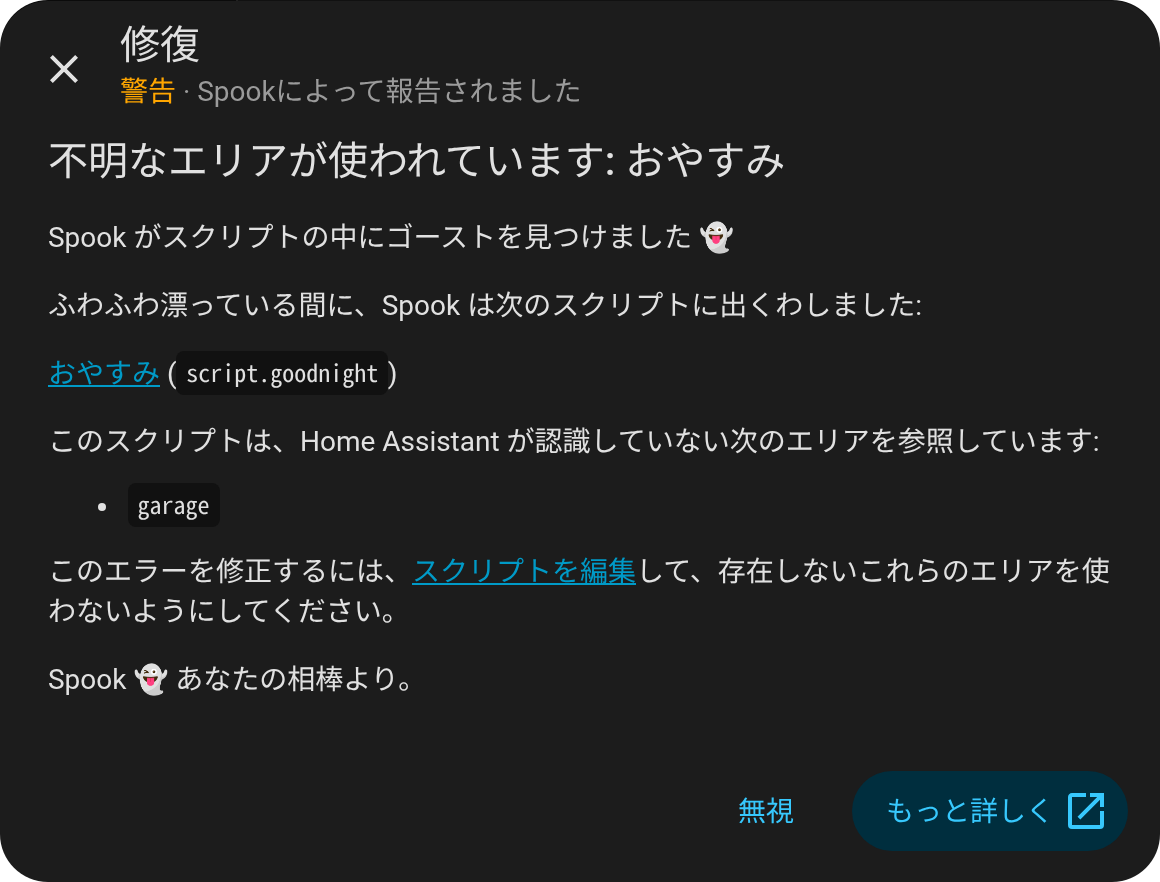 修復
警告 · Spookによって報告されました
不明なエリアが使われています: おやすみ
Spook がスクリプトの中にゴーストを見つけました 👻
ふわふわ漂っている間に、Spook は次のスクリプトに出くわしました:
おやすみ (script.goodnight)
このスクリプトは、Home Assistant が認識していない次のエリアを参照しています:
• garage
このエラーを修正するには、スクリプトを編集して、存在しないこれらのエリアを使
わないようにしてください。
Spook 👻 あなたの相棒より。
無視
もっと詳しく